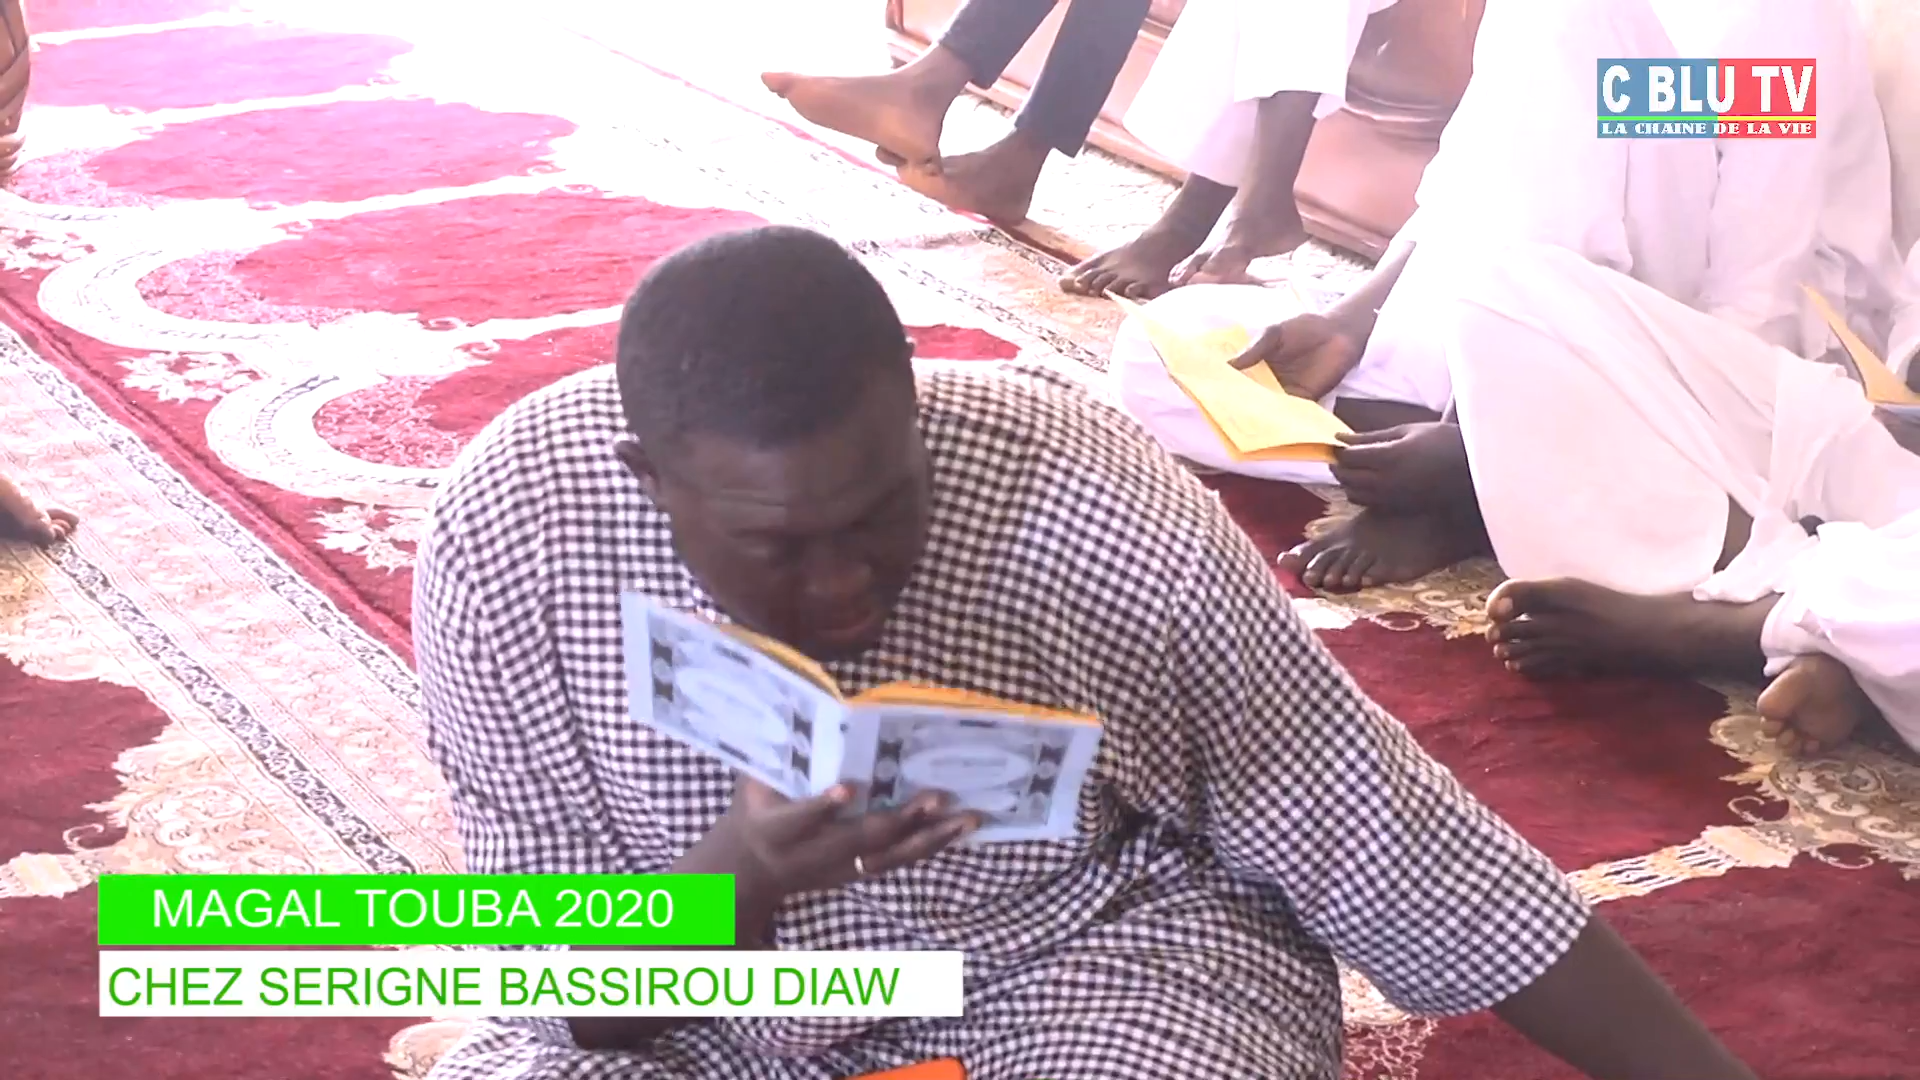 C BLU TV
LA CHAINE DE LA VIE
MAGAL TOUBA 2020
CHEZ SERIGNE BASSIROU DIAW